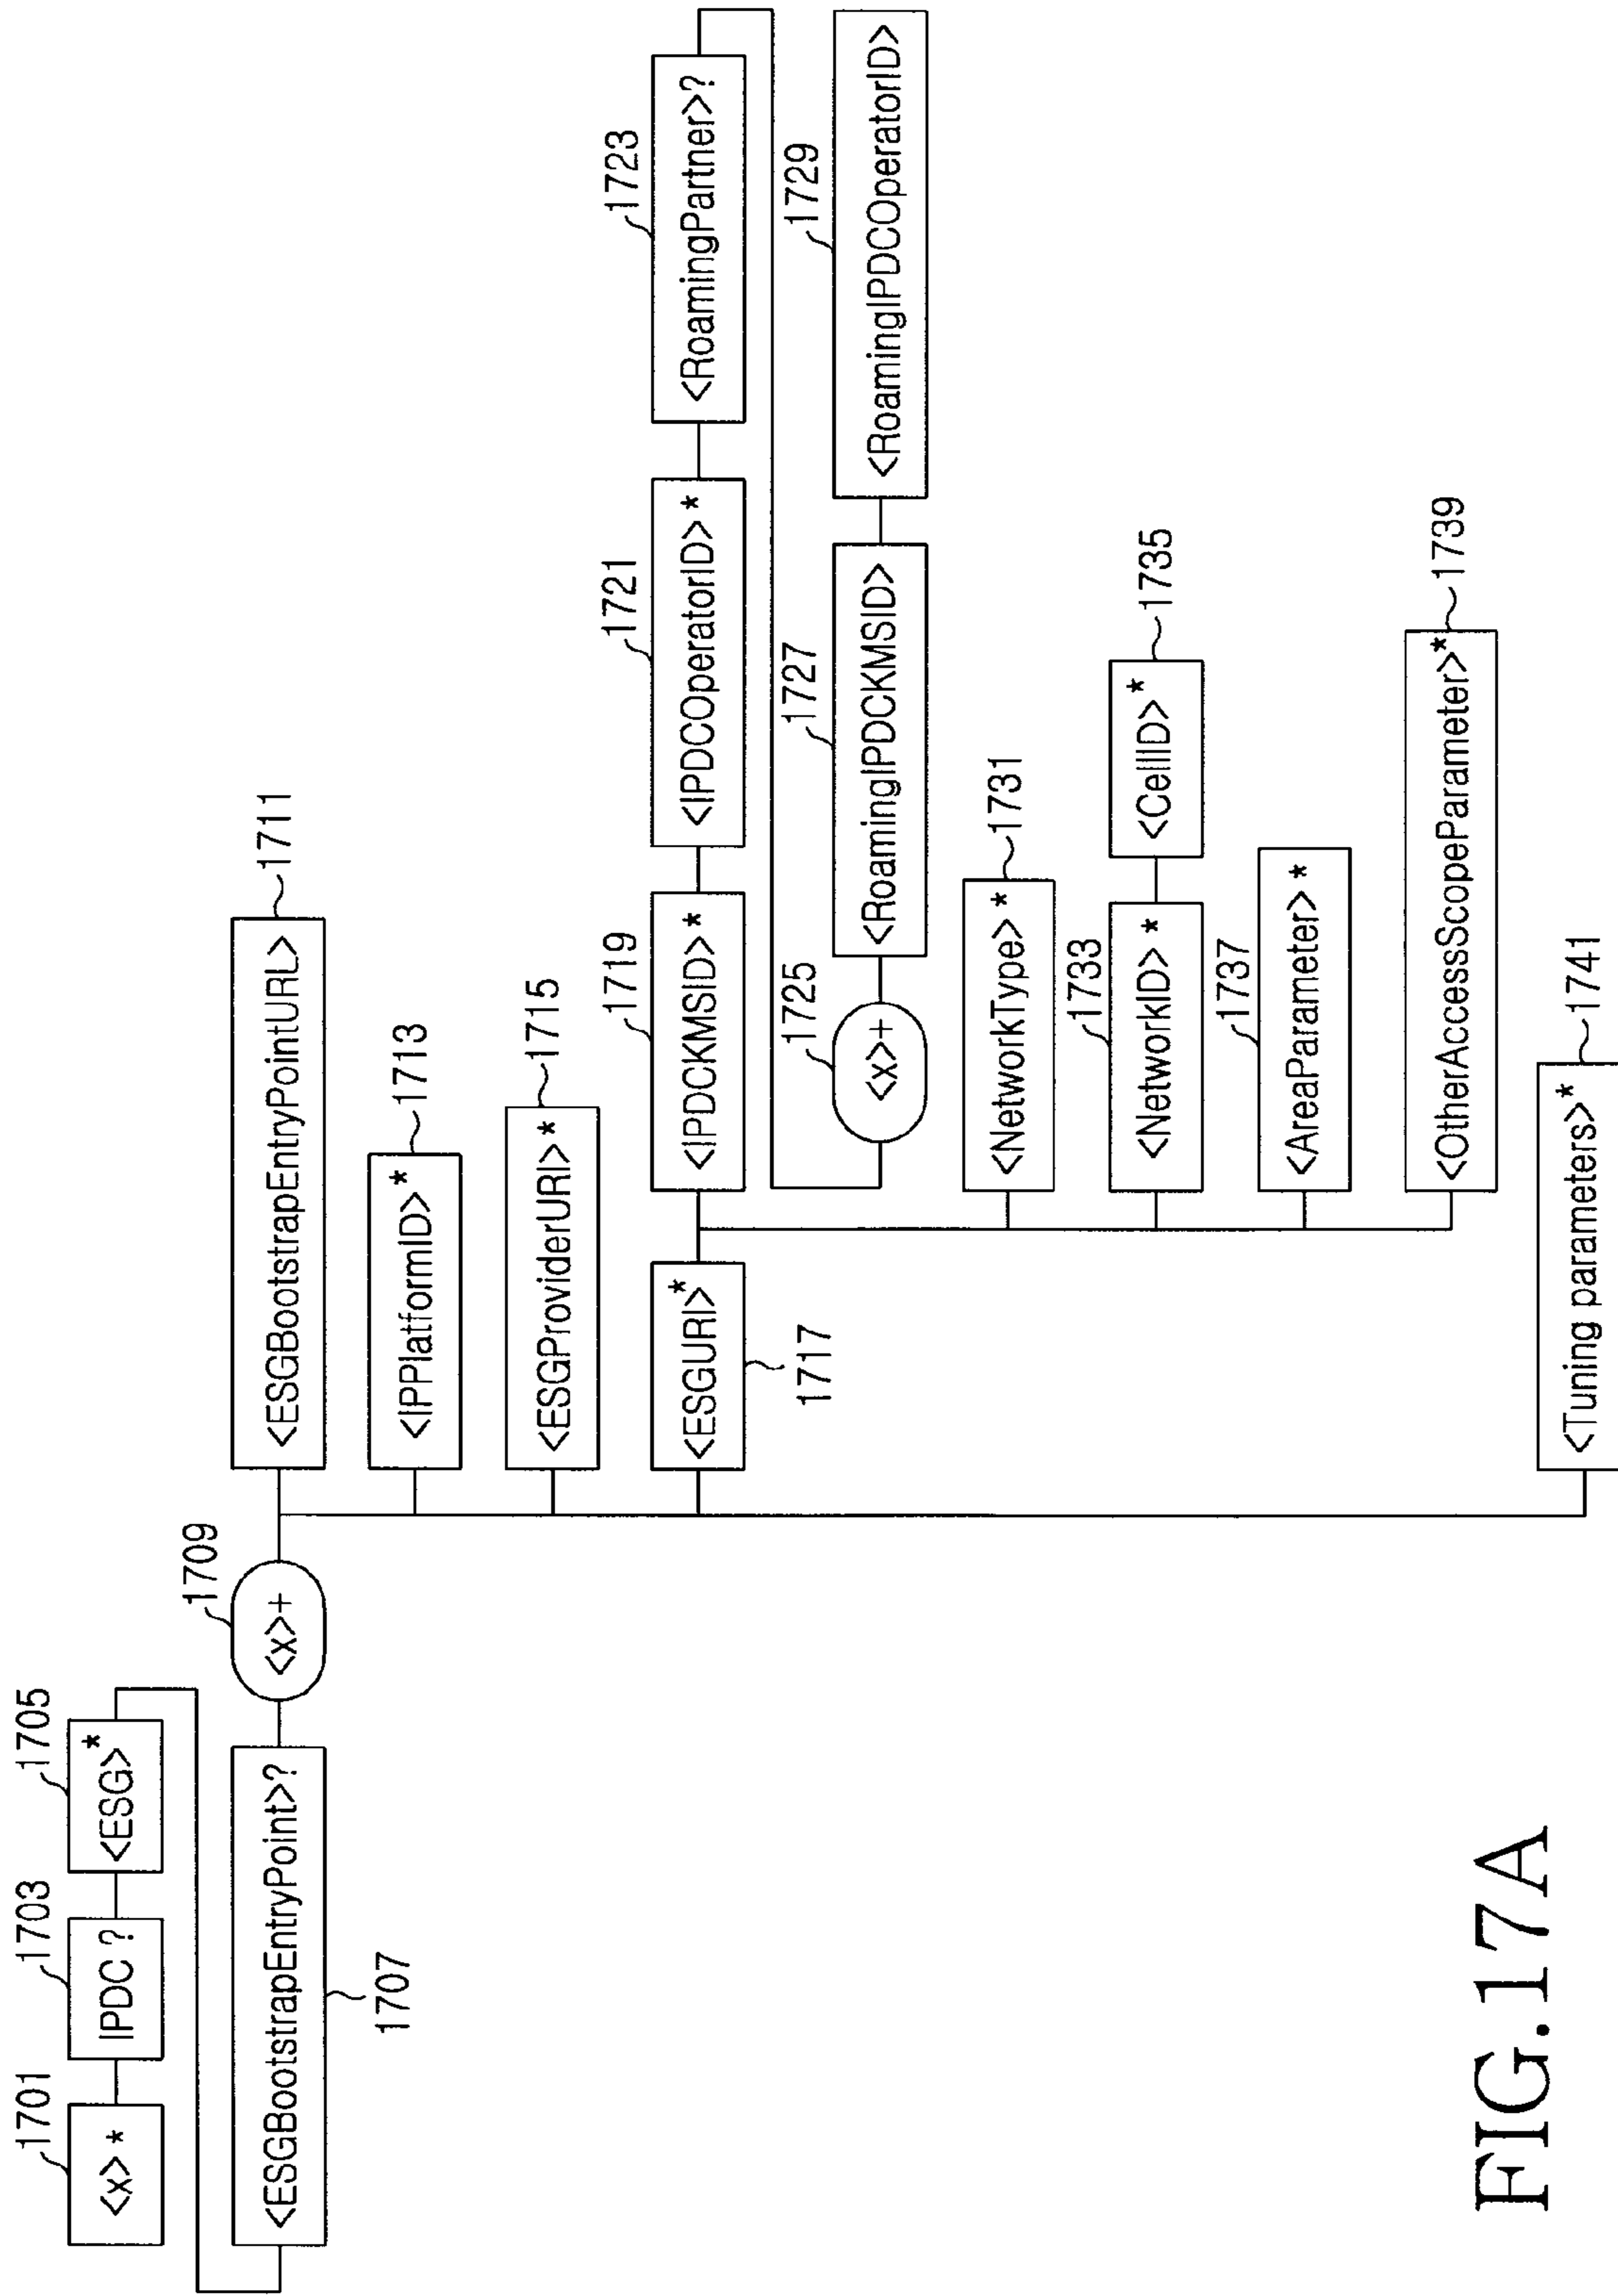 1701
1703
1705
<x>*
IPDC ?
<ESG>*
1709
1711
<ESGBootstrapEntryPoint>?
<x>+
<ESGBootstrapEntryPointURL>
1707
1713
<IPPlatformID>*
1715
<ESGProviderURI>*
1719
1721
1723
<ESGURI>*
<IPDCKMSID>*
<IPDCOperatorID>*
<RoamingPartner>?
1717
1725
1727
1729
<x>+
<RoamingIPDCKMSID>
<RoamingIPDCOperatorID>
1731
<NetworkType>*
1733
1735
<NetworkID>*
<CellID>*
1737
<AreaParameter>*
1739
<OtherAccessScopeParameter>*
1741
<Tuning parameters>*
FIG.17A